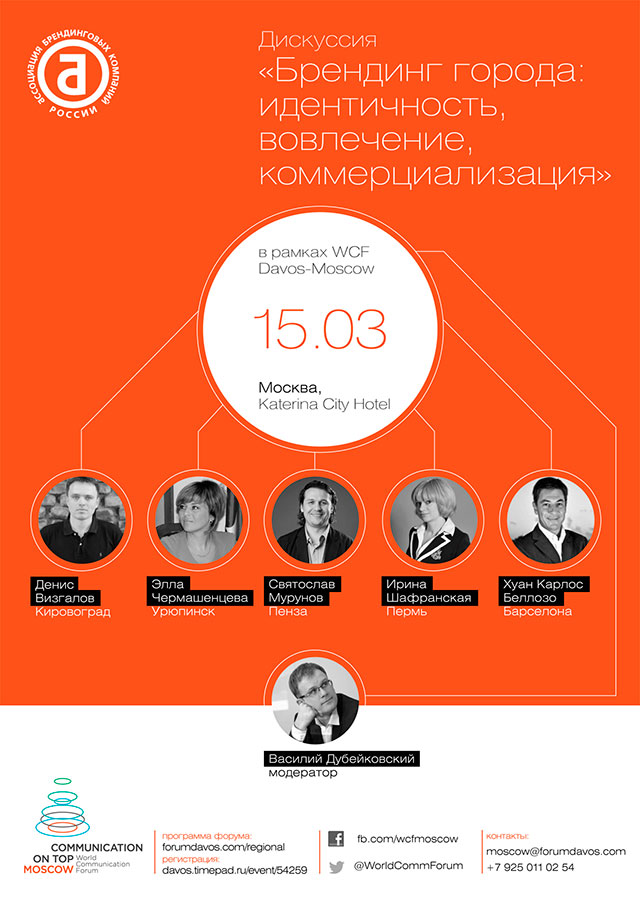 АССОЦИАЦИЯ БРЕНДИНГОВЫХ КОМПАНИЙ РОССИИ
а
Дискуссия
«Брендинг города:
идентичность,
вовлечение,
коммерциализация»
в рамках WCF
Davos-Moscow
15.03
Москва,
Katerina City Hotel
Денис
Визгалов
Кировоград
Элла
Чермашенцева
Урюпинск
Святослав
Мурунов
Пенза
Ирина
Шафранская
Пермь
Хуан Карлос
Беллозо
Барселона
Василий Дубейковский
модератор
COMMUNICATION
ON TOP
MOSCOW
World
Communication
Forum
программа форума:
forumdavos.com/regional
регистрация:
davos.timepad.ru/event/54259
fb.com/wcfmoscow
@WorldCommForum
контакты:
moscow@forumdavos.com
+7 925 011 02 54